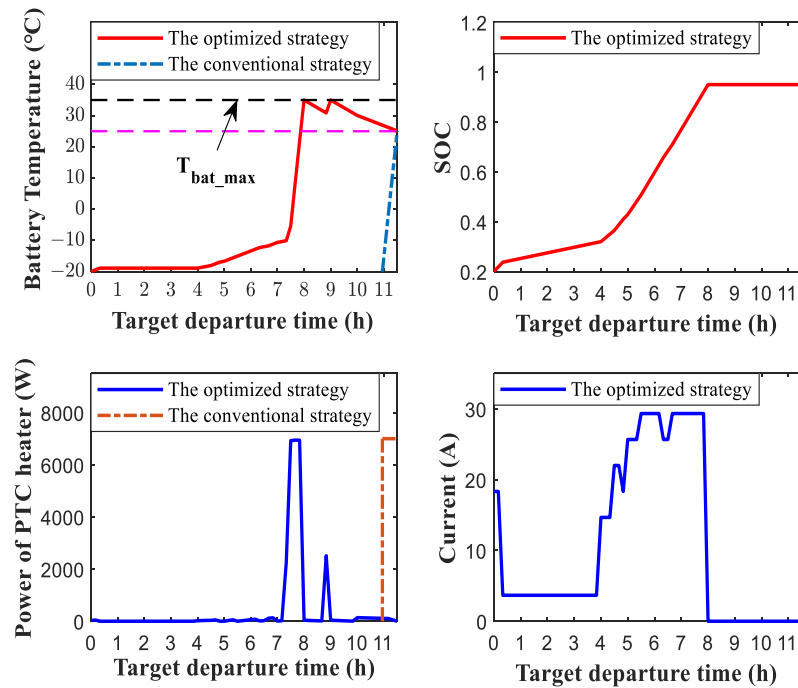 The optimized strategy
The conventional strategy
Battery Temperature (°C)
40
30
20
10
0
−10
−20
T_bat_max
0 1 2 3 4 5 6 7 8 9 10 11
Target departure time (h)
The optimized strategy
SOC
1.2
1
0.8
0.6
0.4
0.2
0 1 2 3 4 5 6 7 8 9 10 11
Target departure time (h)
The optimized strategy
The conventional strategy
Power of PTC heater (W)
8000
6000
4000
2000
0
0 1 2 3 4 5 6 7 8 9 10 11
Target departure time (h)
The optimized strategy
Current (A)
30
20
10
0
0 1 2 3 4 5 6 7 8 9 10 11
Target departure time (h)